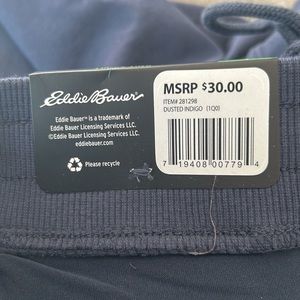 Eddie Bauer
Eddie Bauer™ is a trademark of
Eddie Bauer Licensing Services LLC.
©Eddie Bauer Licensing Services LLC.
eddiebauer.com
Please recycle
MSRP $30.00
ITEM# 281298
DUSTED INDIGO (1Q0)
7 19408 00779 4